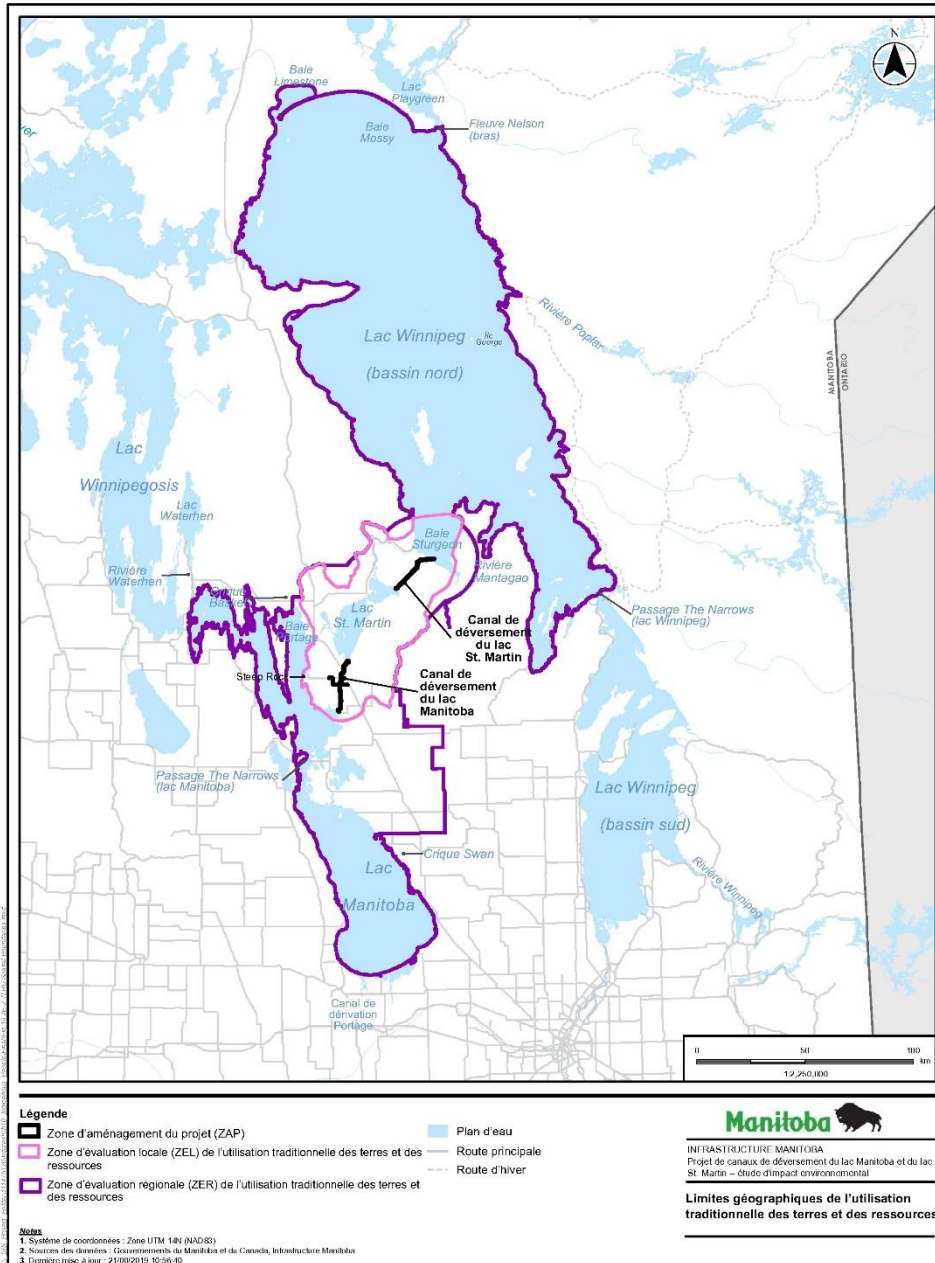 N
Baie
Limestone
Lac
Playgreen
Baie
Mossy
Fleuve Nelson
(bras)
Rivière Poplar
Lac Winnipeg
Ile
George
(bassin nord)
MANITOBA
ONTARIO
Lac
Winnipegosis
Lac
Waterhen
Rivière
Waterhen
Baie
Sturgeon
Rivière
Mantagao
Crique
Lac
St. Martin
Baie
Portage
Passage The Narrows
(lac Winnipeg)
Canal de
déversement
du lac
St. Martin
Steep Rock
Canal de
déversement
du lac
Manitoba
Passage The Narrows
(lac Manitoba)
Lac Winnipeg
(bassin sud)
Crique Swan
Lac
Manitoba
Rivière Winnipeg
Canal de
dérivation
Portage
0 50 100
km
1:2,250,000
Légende
Zone d'aménagement du projet (ZAP)
Zone d'évaluation locale (ZEL) de l'utilisation traditionnelle des terres et des
ressources
Zone d'évaluation régionale (ZER) de l'utilisation traditionnelle des terres et
des ressources
Plan d'eau
Route principale
Route d'hiver
Manitoba
INFRASTRUCTURE MANITOBA
Projet de canaux de déversement du lac Manitoba et du lac
St. Martin – étude d'impact environnemental
Limites géographiques de l'utilisation
traditionnelle des terres et des ressources
Notes
1. Système de coordonnées : Zone UTM 14N (NAD83)
2. Sources des données : Gouvernements du Manitoba et du Canada, Infrastructure Manitoba
3. Dernière mise à jour : 21/08/2019 10:56:40